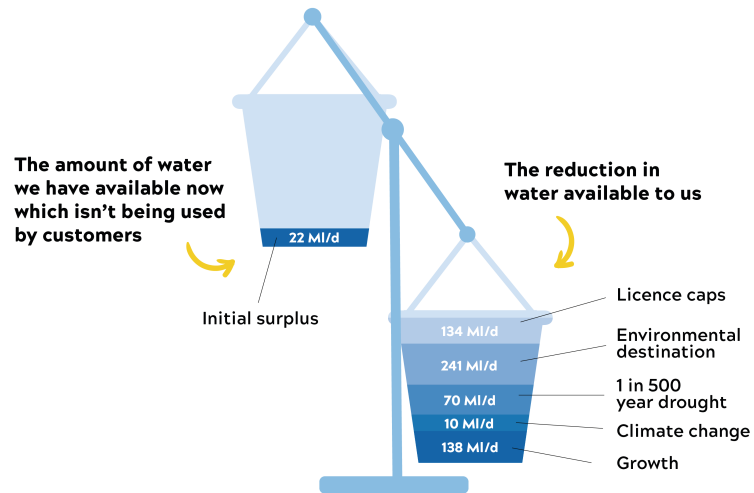 The amount of water
we have available now
which isn’t being used
by customers
22 Ml/d
Initial surplus
The reduction in
water available to us
134 Ml/d
Licence caps
241 Ml/d
Environmental
destination
70 Ml/d
1 in 500
year drought
10 Ml/d
Climate change
138 Ml/d
Growth